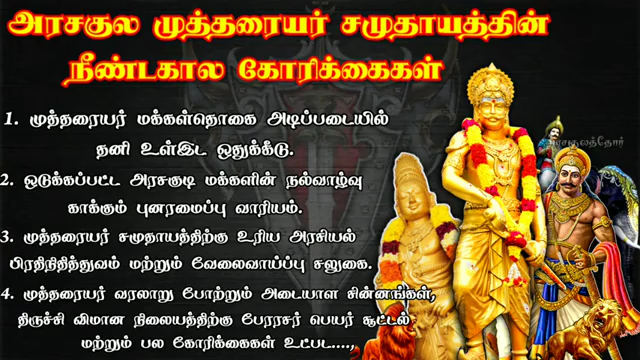 அரசகுல முத்தரையர் சமுதாயத்தின்
நீண்டகால கோரிக்கைகள்
1. முத்தரையர் மக்கள்தொகை அடிப்படையில்
தனி உள்இட ஒதுக்கீடு.
2. ஒடுக்கப்பட்ட அரசகுடி மக்களின் நல்வாழ்வு
காக்கும் புனரமைப்பு வாரியம்.
3. முத்தரையர் சமுதாயத்திற்கு உரிய அரசியல்
பிரதிநிதித்துவம் மற்றும் வேலைவாய்ப்பு சலுகை.
4. முத்தரையர் வரலாறு போற்றும் அடையாள சின்னங்கள்,
திருச்சி விமான நிலையத்திற்கு பேரரசர் பெயர் சூட்டல்
மற்றும் பல கோரிக்கைகள் உட்பட....,